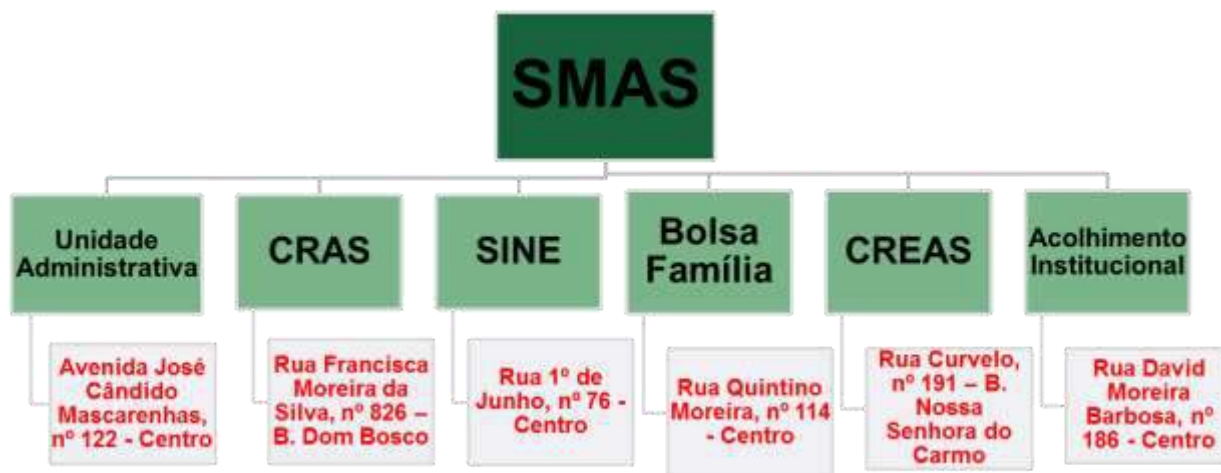 SMAS
Unidade
Administrativa
CRAS
SINE
Bolsa
Família
CREAS
Acolhimento
Institucional
Avenida José
Cândido
Mascarenhas,
nº 122 - Centro
Rua Francisca
Moreira da
Silva, nº 826 –
B. Dom Bosco
Rua 1º de
Junho, nº 76 -
Centro
Rua Quintino
Moreira, nº 114
- Centro
Rua Curvelo,
nº 191 – B.
Nossa
Senhora do
Carmo
Rua David
Moreira
Barbosa, nº
186 - Centro